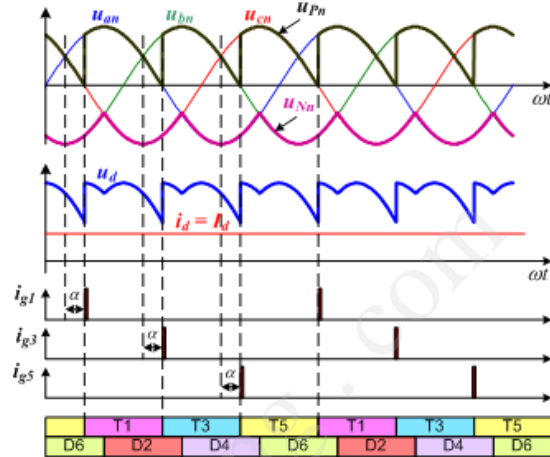 u_an u_bn u_cn u_Pn
u_Nn
ωt
u_d
i_d = I_d
ωt
i_g1 α
i_g3 α
i_g5 α
T1 T3 T5 T1 T3 T5
D6 D2 D4 D6 D2 D4 D6